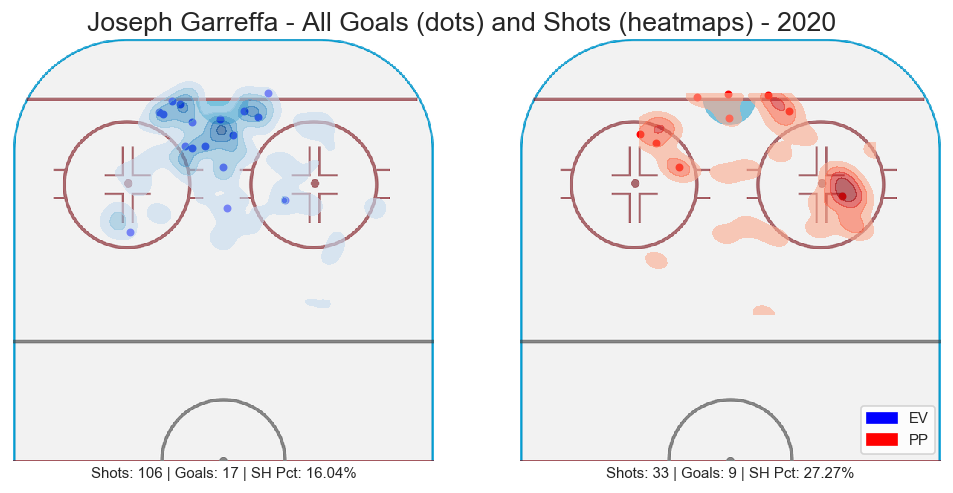 Joseph Garreffa - All Goals (dots) and Shots (heatmaps) - 2020
EV
PP
Shots: 106 | Goals: 17 | SH Pct: 16.04%
Shots: 33 | Goals: 9 | SH Pct: 27.27%